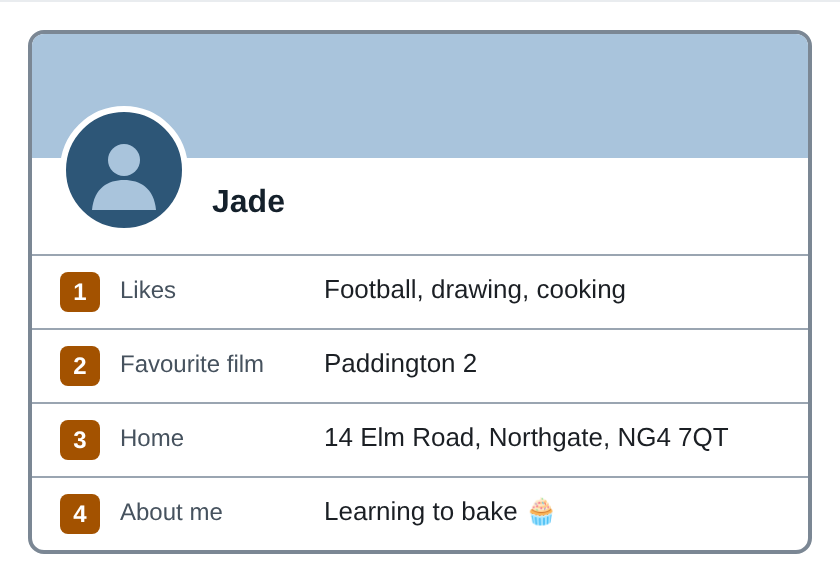 Jade
1 Likes Football, drawing, cooking
2 Favourite film Paddington 2
3 Home 14 Elm Road, Northgate, NG4 7QT
4 About me Learning to bake 🧁